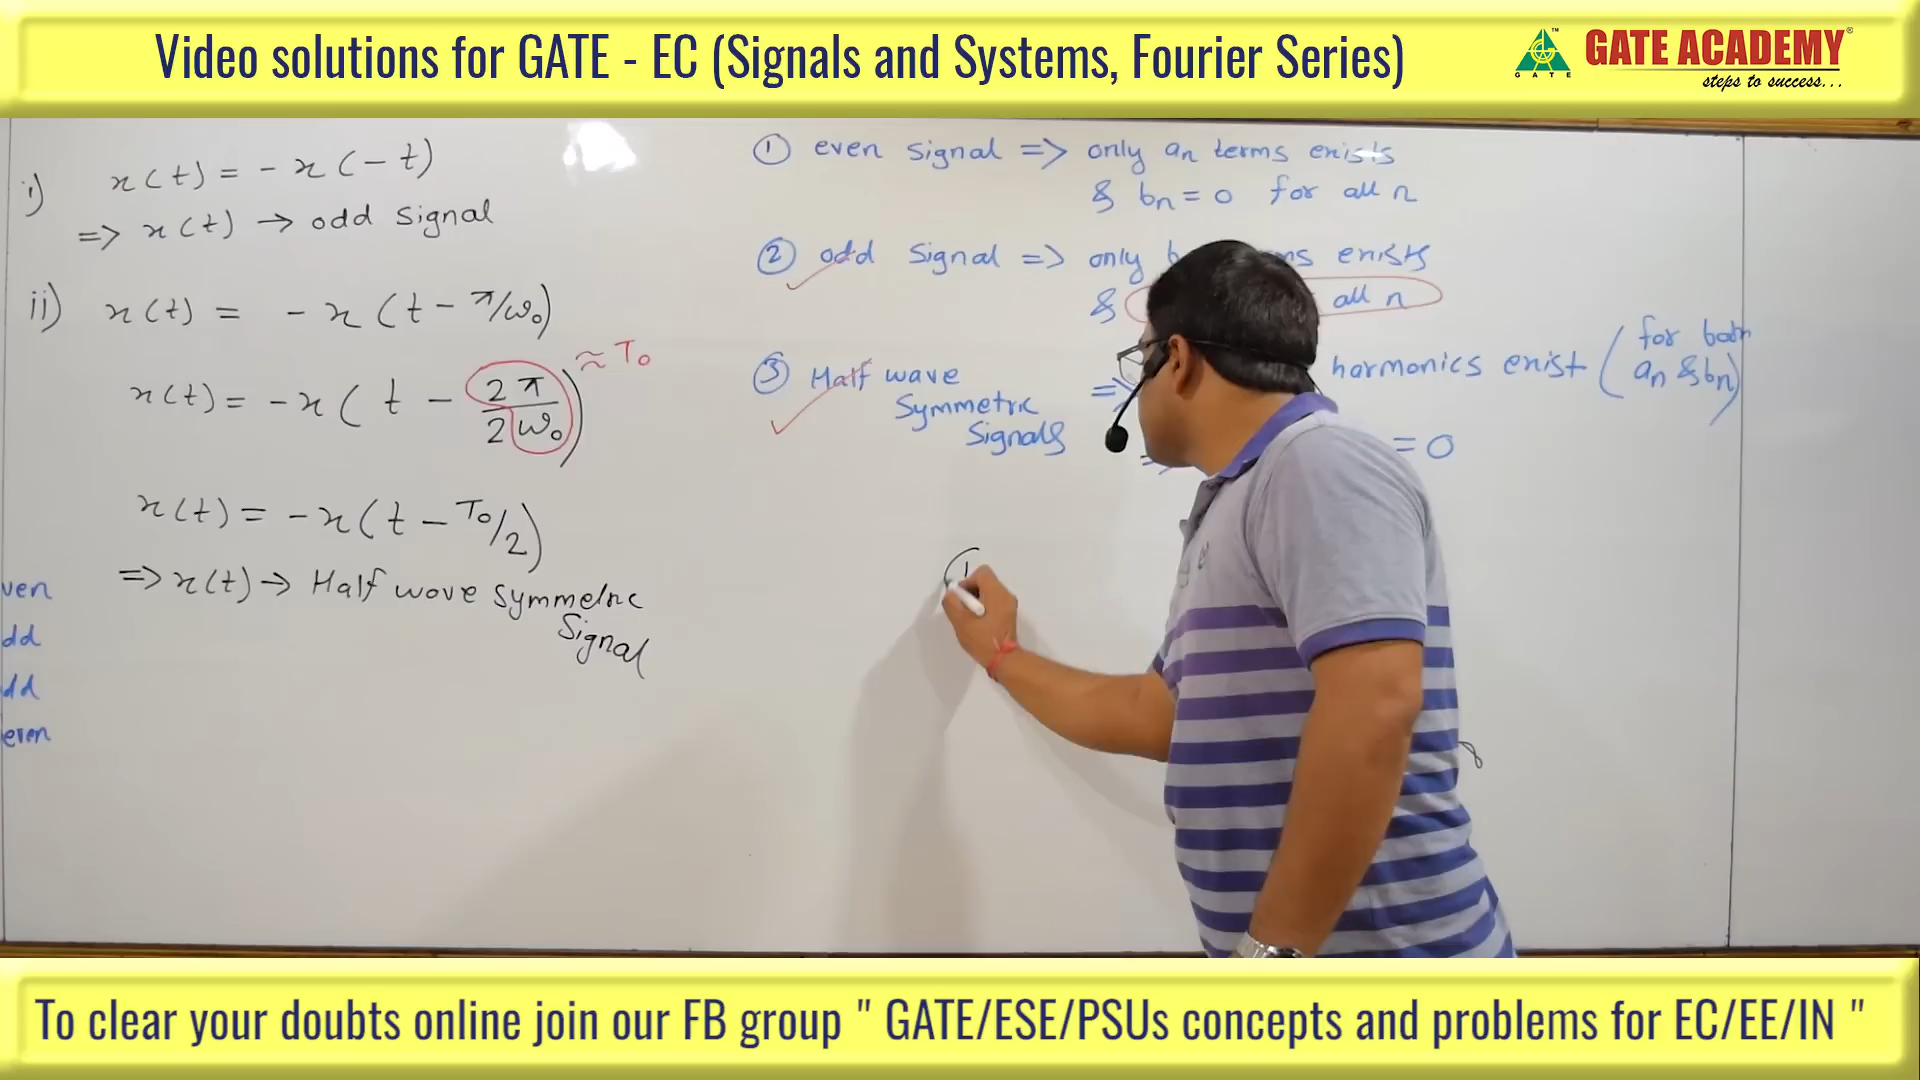 Video solutions for GATE - EC (Signals and Systems, Fourier Series)
GATE
TM
GATE ACADEMY®
steps to success...
i) x(t) = - x(-t)
=> x(t) → odd signal
ii) x(t) = - x(t - π/ω₀)
x(t) = - x(t - 2π/2ω₀) ≈ T₀
x(t) = - x(t - T₀/2)
=> x(t) → Half wave symmetric
Signal
ven
dd
dd
even
① even signal => only an terms exists
& bn = 0 for all n
② odd signal => only b ms exists
& all n
③ Half wave
Symmetric
Signals
=> harmonics exist (for both
an & bn)
= 0
To clear your doubts online join our FB group " GATE/ESE/PSUs concepts and problems for EC/EE/IN "